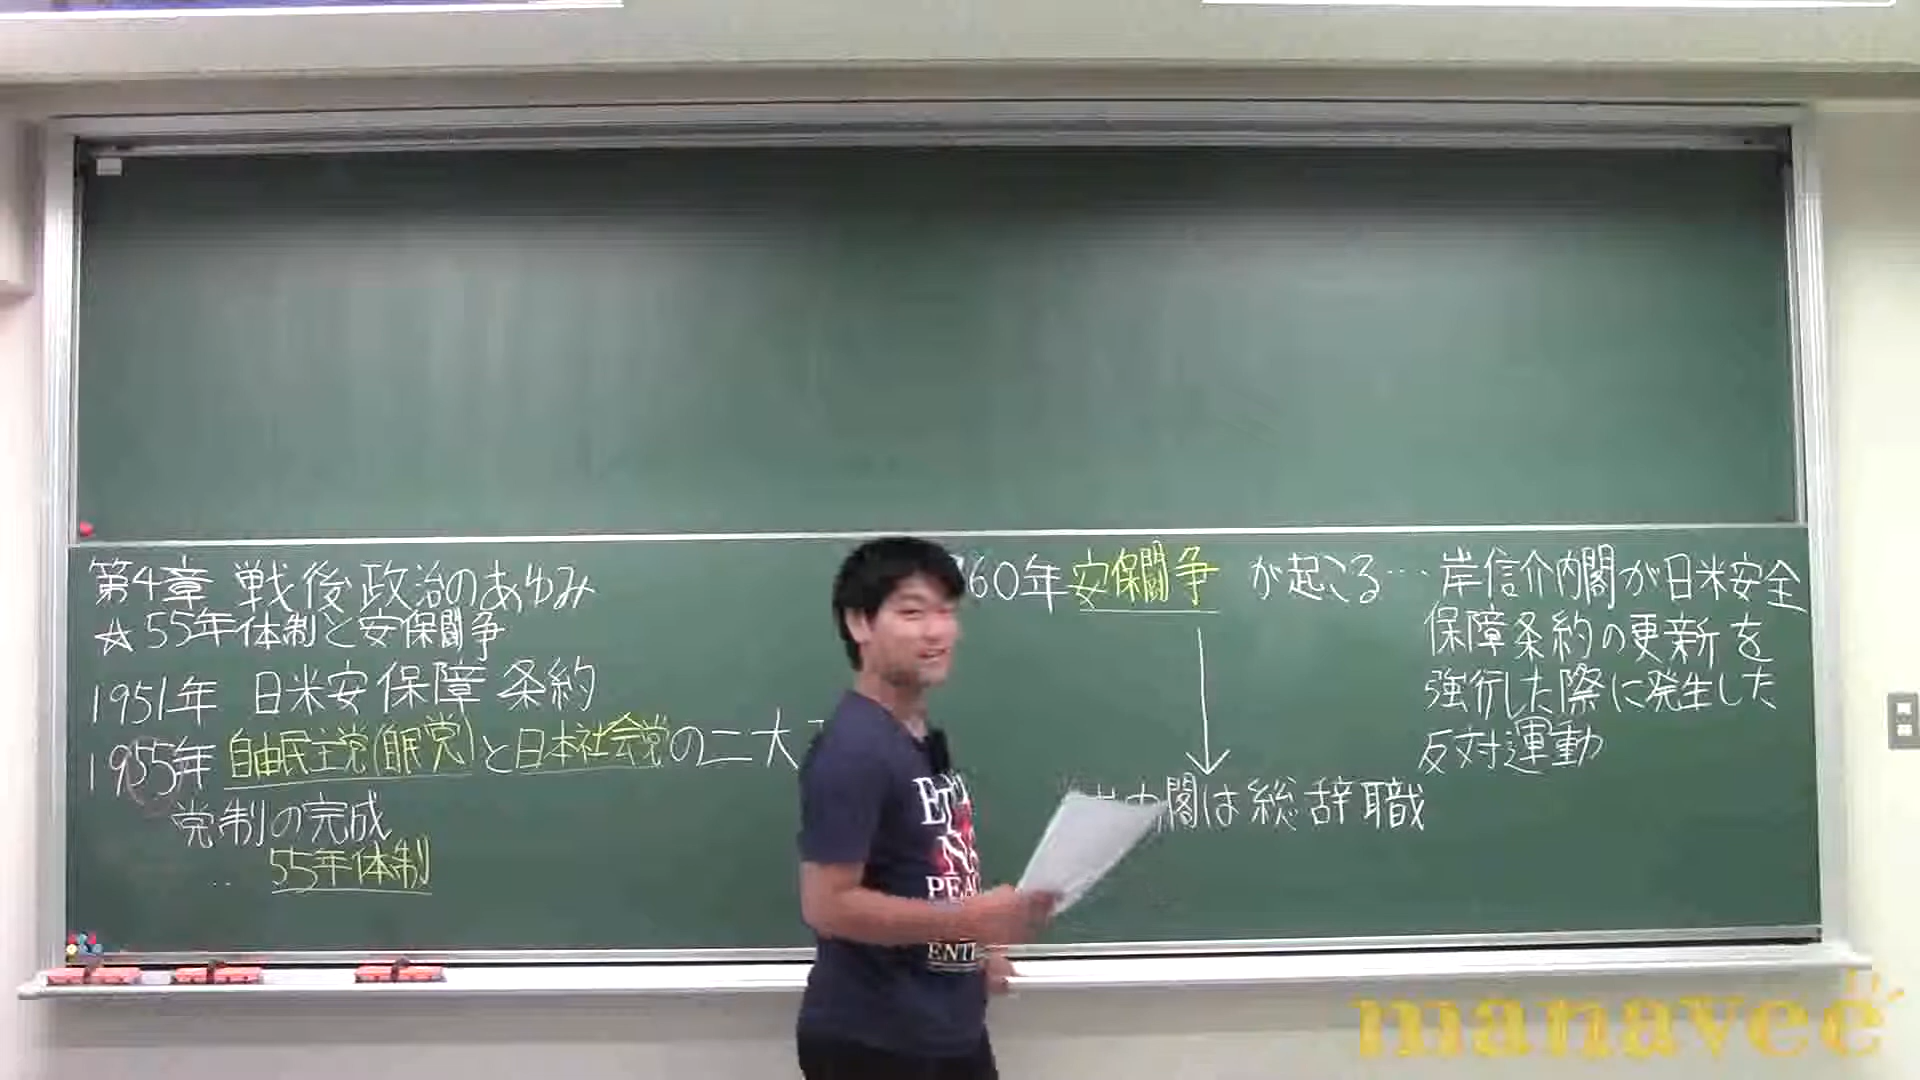 第4章 戦後政治のあゆみ
☆55年体制と安保闘争
1951年 日米安保障条約
1955年 自由民主党(自民党)と日本社会党の二大
党制の完成
55年体制
60年安保闘争 が起こる… 岸信介内閣が日米安全
保障条約の更新を
強行した際に発生した
反対運動
内閣は総辞職
PEA
ENTI
manavee